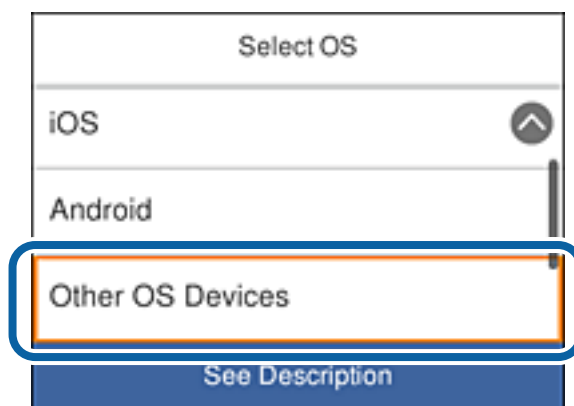 Select OS
iOS
Android
Other OS Devices
See Description